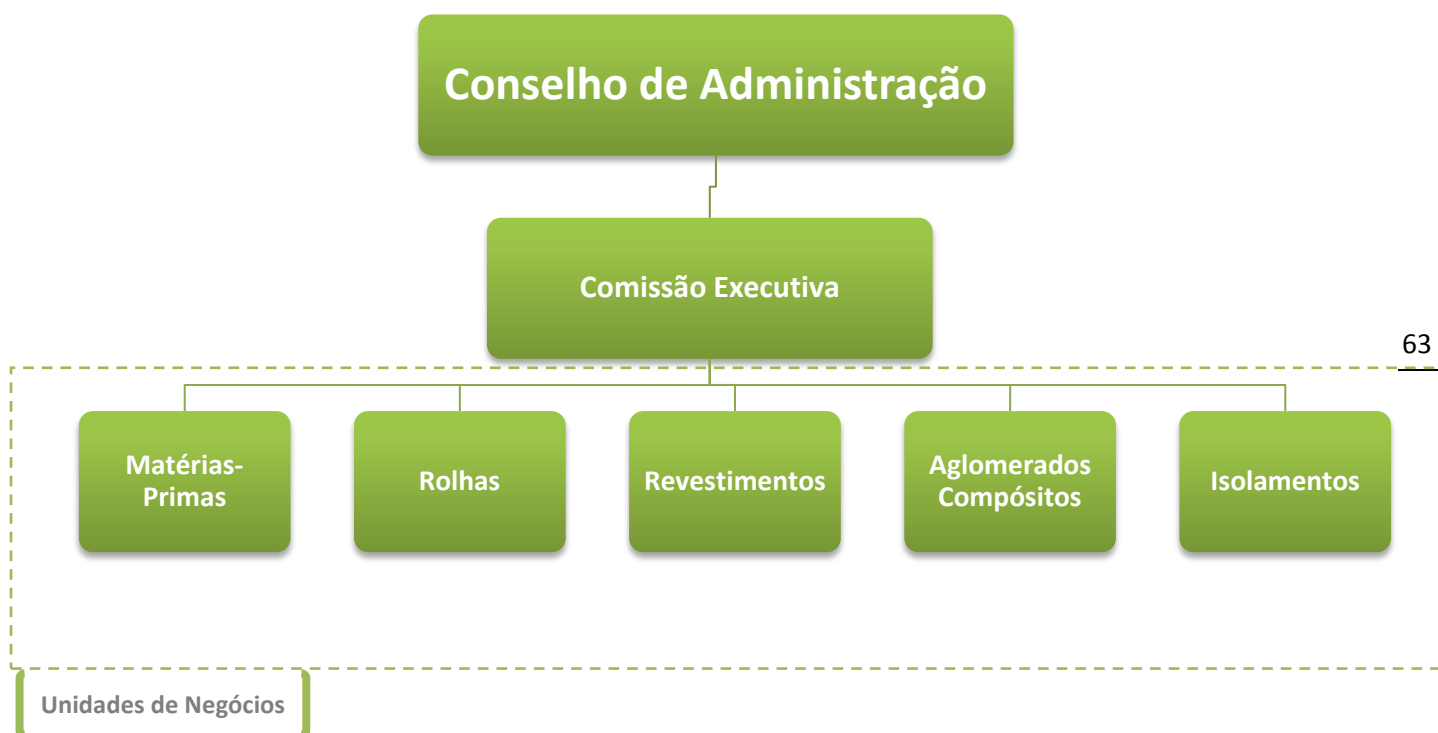 Conselho de Administração
Comissão Executiva
63
Matérias-
Primas
Rolhas
Revestimentos
Aglomerados
Compósitos
Isolamentos
Unidades de Negócios